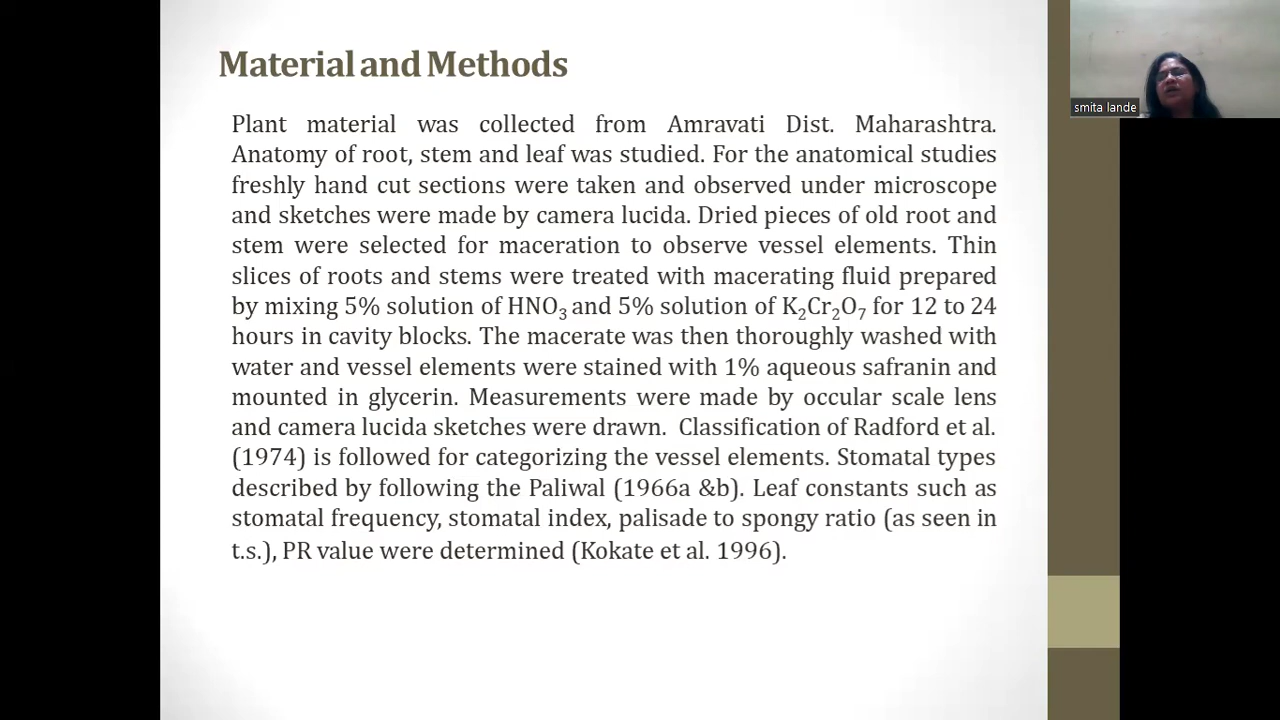 Material and Methods
Plant material was collected from Amravati Dist. Maharashtra.
Anatomy of root, stem and leaf was studied. For the anatomical studies
freshly hand cut sections were taken and observed under microscope
and sketches were made by camera lucida. Dried pieces of old root and
stem were selected for maceration to observe vessel elements. Thin
slices of roots and stems were treated with macerating fluid prepared
by mixing 5% solution of HNO₃ and 5% solution of K₂Cr₂O₇ for 12 to 24
hours in cavity blocks. The macerate was then thoroughly washed with
water and vessel elements were stained with 1% aqueous safranin and
mounted in glycerin. Measurements were made by occular scale lens
and camera lucida sketches were drawn. Classification of Radford et al.
(1974) is followed for categorizing the vessel elements. Stomatal types
described by following the Paliwal (1966a &b). Leaf constants such as
stomatal frequency, stomatal index, palisade to spongy ratio (as seen in
t.s.), PR value were determined (Kokate et al. 1996).
smita lande